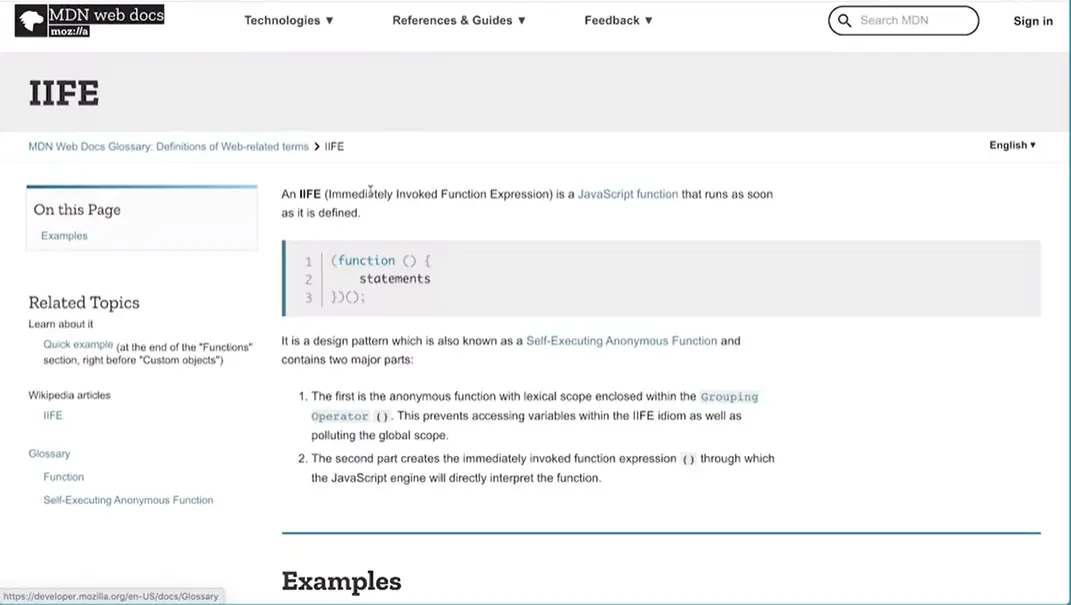 MDN web docs
moz://a
Technologies ▼
References & Guides ▼
Feedback ▼
Search MDN
Sign in
IIFE
MDN Web Docs Glossary: Definitions of Web-related terms > IIFE
English ▼
On this Page
Examples
Related Topics
Learn about it
Quick example (at the end of the "Functions"
section, right before "Custom objects")
Wikipedia articles
IIFE
Glossary
Function
Self-Executing Anonymous Function
An IIFE (Immediately Invoked Function Expression) is a JavaScript function that runs as soon
as it is defined.
1 (function () {
2     statements
3 })();
It is a design pattern which is also known as a Self-Executing Anonymous Function and
contains two major parts:
1. The first is the anonymous function with lexical scope enclosed within the Grouping
Operator (). This prevents accessing variables within the IIFE idiom as well as
polluting the global scope.
2. The second part creates the immediately invoked function expression () through which
the JavaScript engine will directly interpret the function.
Examples
https://developer.mozilla.org/en-US/docs/Glossary